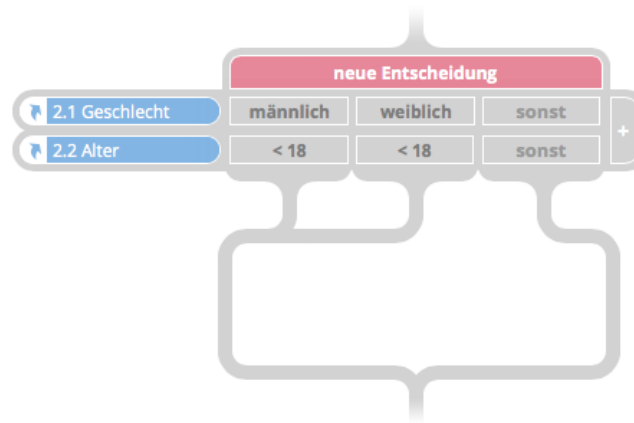 neue Entscheidung
2.1 Geschlecht männlich weiblich sonst
+
2.2 Alter < 18 < 18 sonst